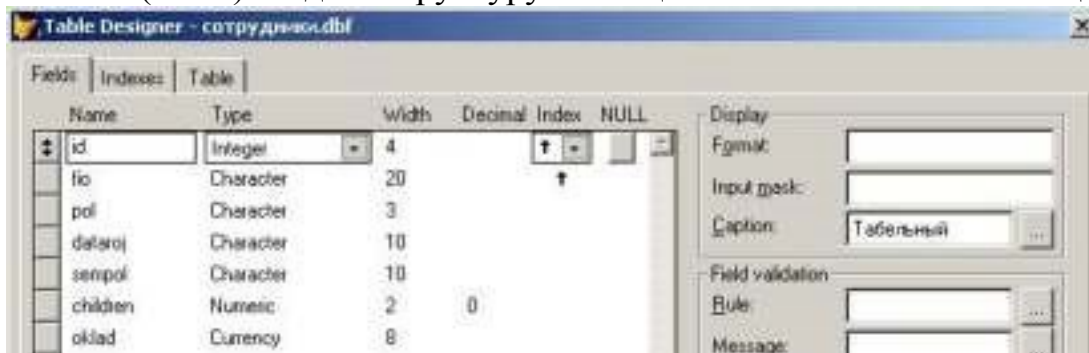 Table Designer - сотрудники.dbf
Fields Indexes Table
Name Type Width Decimal Index NULL
id Integer 4
fio Character 20
pol Character 3
dataroj Character 10
sempol Character 10
children Numeric 2 0
oklad Currency 8
Display
Format:
Input mask:
Caption: Табельный ...
Field validation
Rule: ...
Message: ...